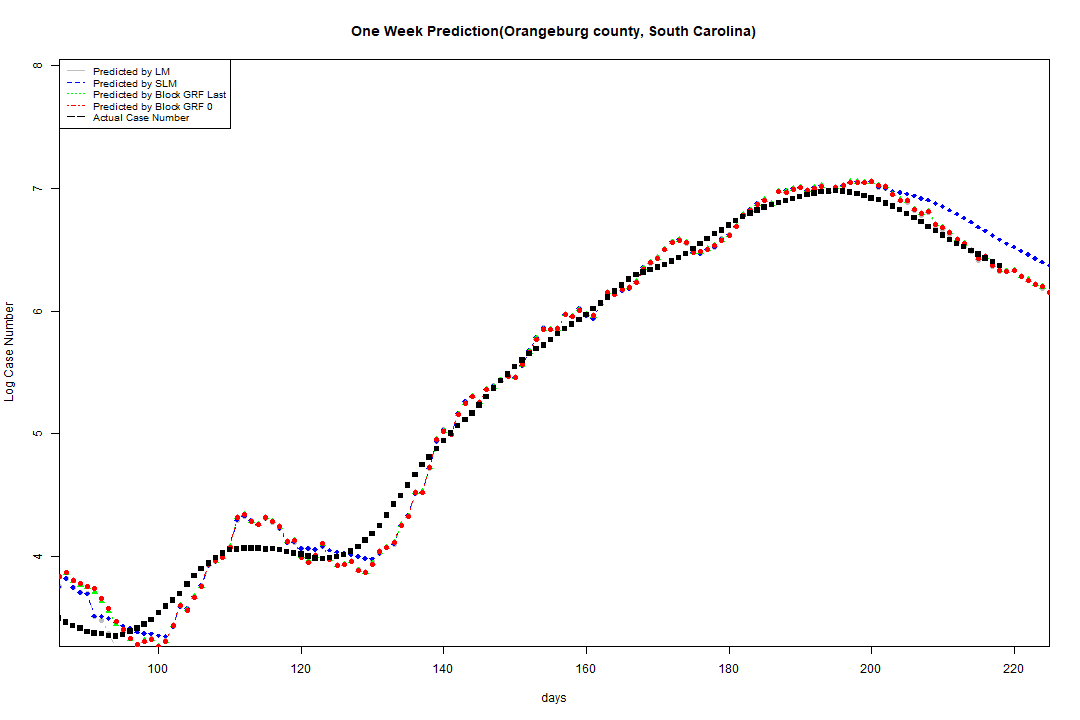 One Week Prediction(Orangeburg county, South Carolina)
Predicted by LM
Predicted by SLM
Predicted by Block GRF Last
Predicted by Block GRF 0
Actual Case Number
8
7
6
5
4
Log Case Number
100 120 140 160 180 200 220
days